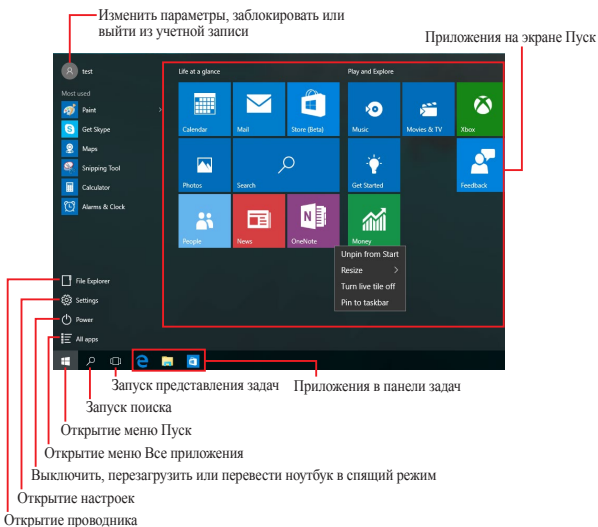 Изменить параметры, заблокировать или
выйти из учетной записи
Приложения на экране Пуск
test
Life at a glance
Play and Explore
Most used
Paint
Get Skype
Maps
Snipping Tool
Calculator
Alarms & Clock
Calendar
Mail
Store (Beta)
Music
Movies & TV
Xbox
Photos
Search
Get Started
Feedback
People
News
OneNote
Money
Unpin from Start
Resize
Turn live tile off
Pin to taskbar
File Explorer
Settings
Power
All apps
Запуск представления задач
Приложения в панели задач
Запуск поиска
Открытие меню Пуск
Открытие меню Все приложения
Выключить, перезагрузить или перевести ноутбук в спящий режим
Открытие настроек
Открытие проводника